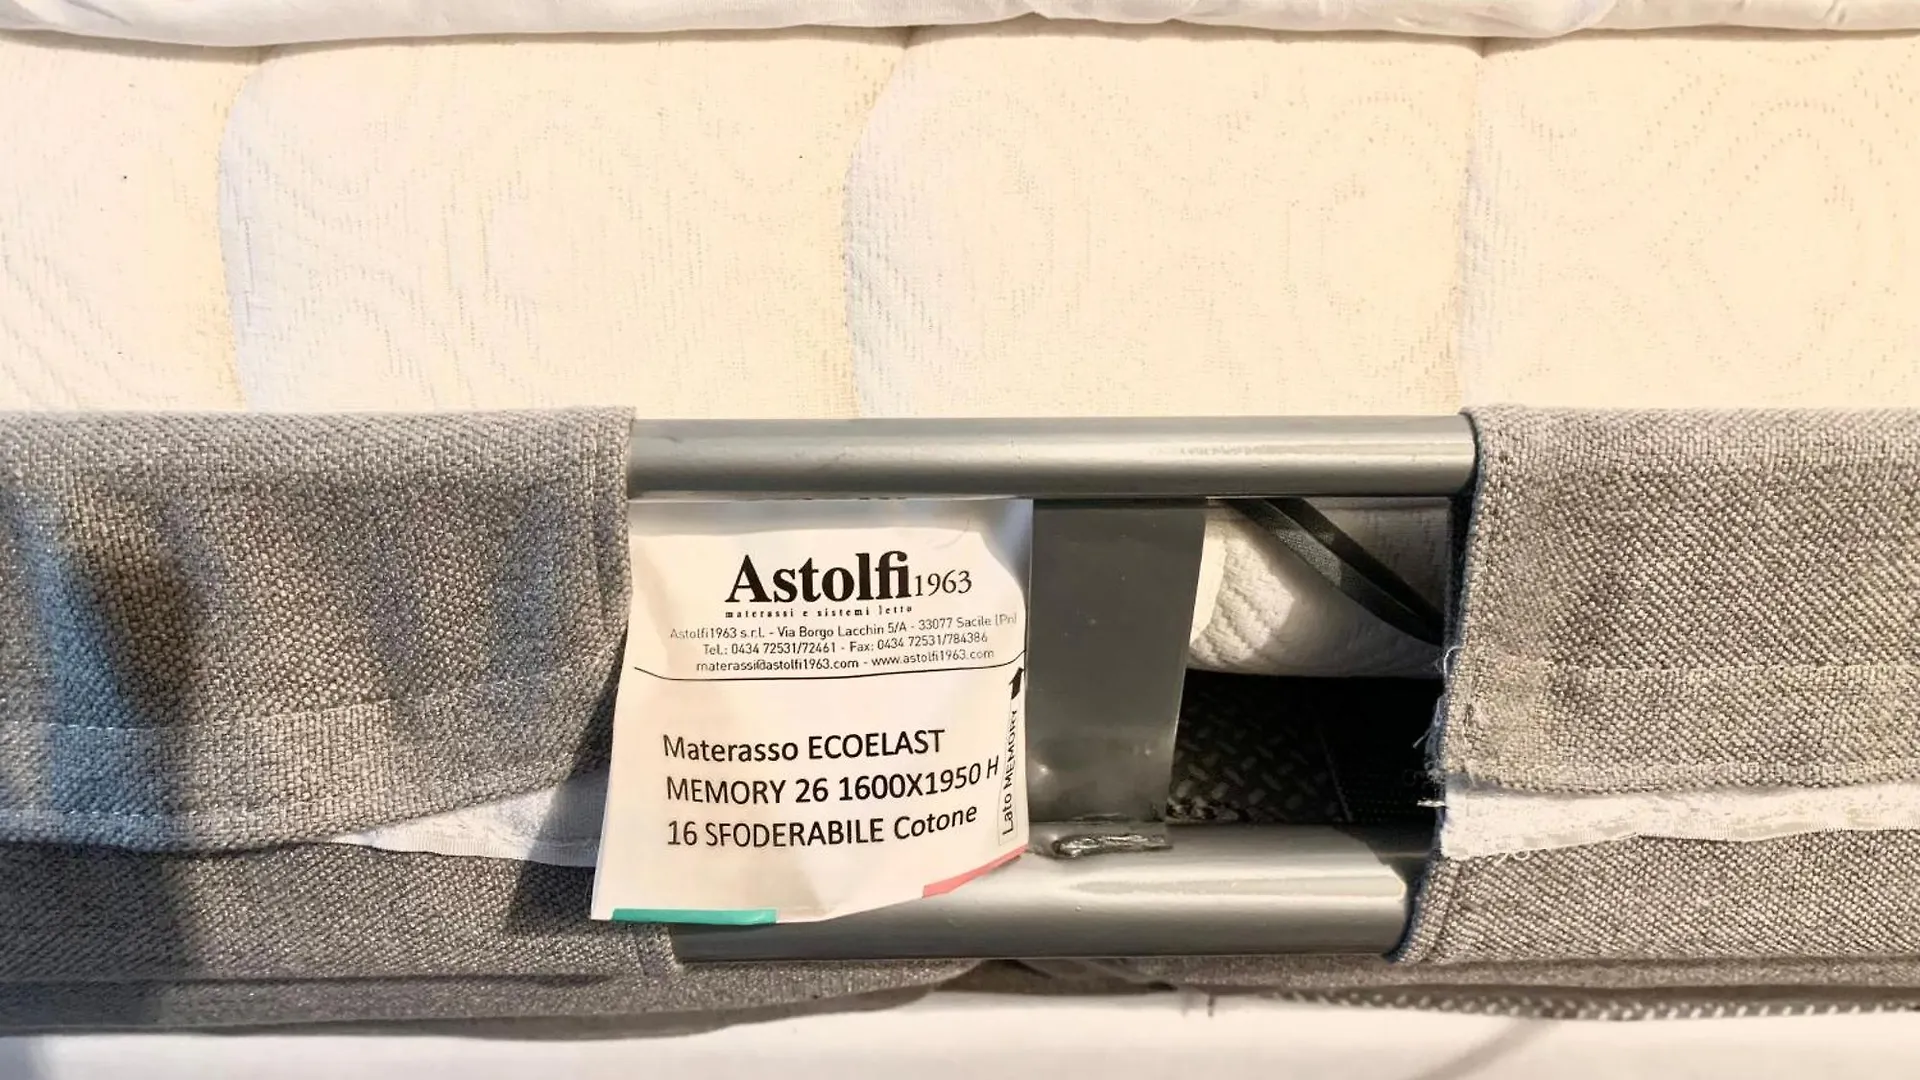 Astolfi1963
materassi e sistemi letto
Astolfi1963 s.r.l. - Via Borgo Lacchin 5/A - 33077 Sacile (Pn)
Tel.: 0434 72531/72461 - Fax: 0434 72531/784386
materassi@astolfi1963.com - www.astolfi1963.com
Materasso ECOELAST
MEMORY 26 1600X1950 H
16 SFODERABILE Cotone
Lato MEMORY